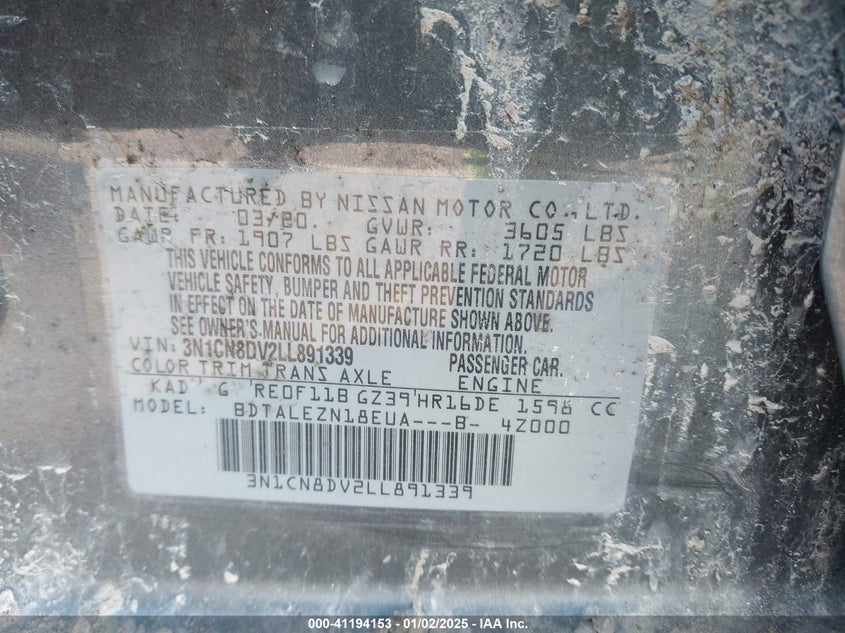 MANUFACTURED BY NISSAN MOTOR CO., LTD.
DATE: 03/20. GVWR: 3605 LBS
GAWR FR: 1907 LBS GAWR RR: 1720 LBS
THIS VEHICLE CONFORMS TO ALL APPLICABLE FEDERAL MOTOR
VEHICLE SAFETY, BUMPER AND THEFT PREVENTION STANDARDS
IN EFFECT ON THE DATE OF MANUFACTURE SHOWN ABOVE.
SEE OWNER'S MANUAL FOR ADDITIONAL INFORMATION.
VIN: 3N1CN8DV2LL891339 PASSENGER CAR.
COLOR TRIM TRANS AXLE ENGINE
KAD G RE0F11B GZ39 HR16DE 1598 CC
MODEL: BDTALEZN18EUA---B- 4Z000
3N1CN8DV2LL891339
000-41194153 - 01/02/2025 - IAA Inc.